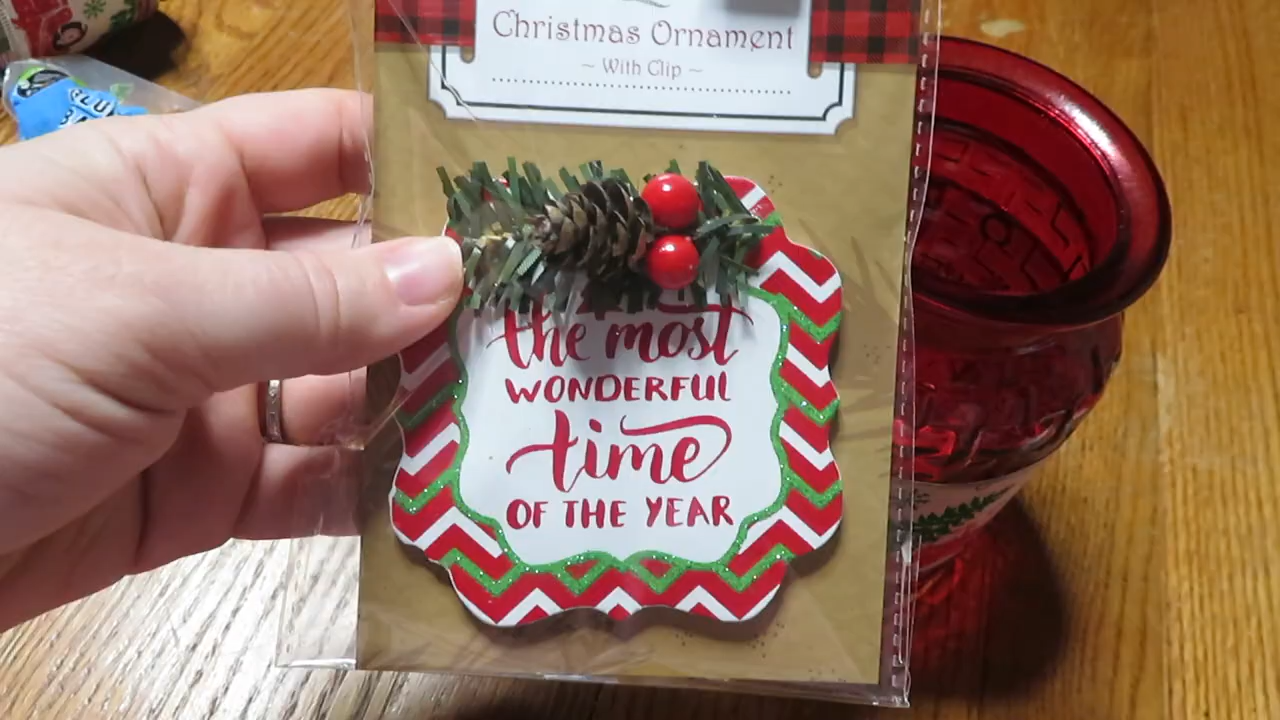 Christmas Ornament
~ With Clip ~
the most
WONDERFUL
time
OF THE YEAR